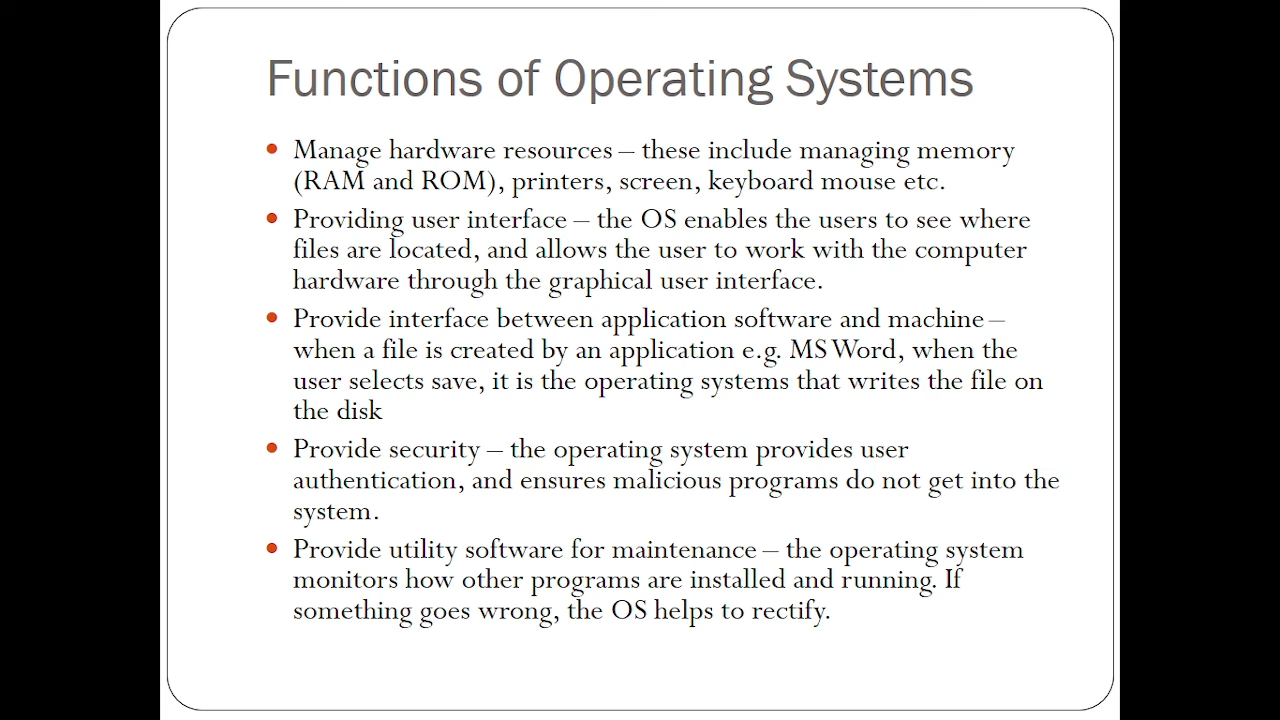 Functions of Operating Systems
• Manage hardware resources – these include managing memory
(RAM and ROM), printers, screen, keyboard mouse etc.
• Providing user interface – the OS enables the users to see where
files are located, and allows the user to work with the computer
hardware through the graphical user interface.
• Provide interface between application software and machine –
when a file is created by an application e.g. MS Word, when the
user selects save, it is the operating systems that writes the file on
the disk
• Provide security – the operating system provides user
authentication, and ensures malicious programs do not get into the
system.
• Provide utility software for maintenance – the operating system
monitors how other programs are installed and running. If
something goes wrong, the OS helps to rectify.